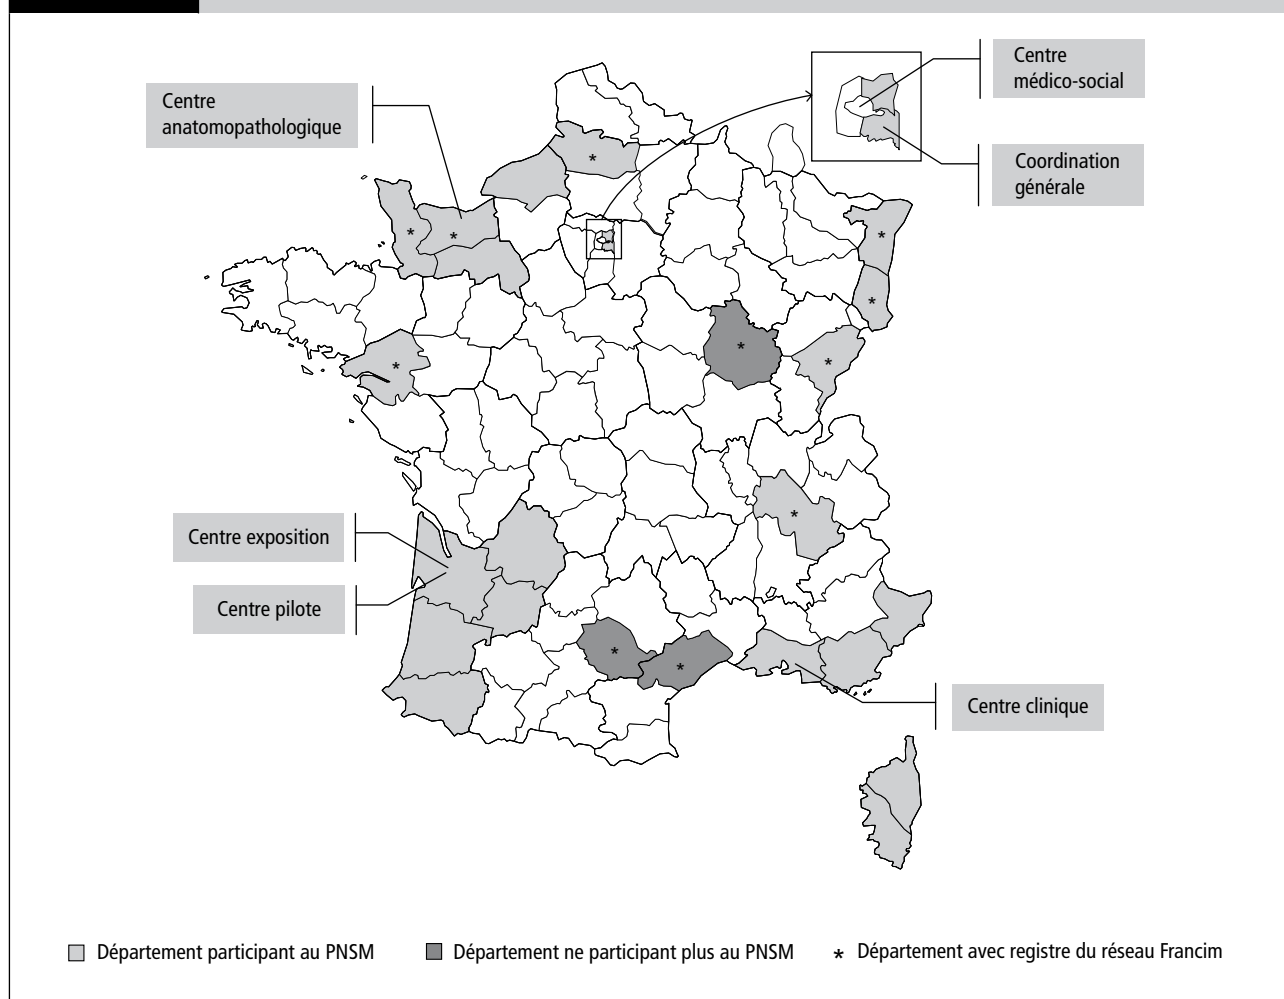 Centre
médico-social
Centre
anatomopathologique
Coordination
générale
*
*
*
*
*
*
*
*
*
Centre exposition
Centre pilote
*
*
Centre clinique
Département participant au PNSM
Département ne participant plus au PNSM
* Département avec registre du réseau Francim